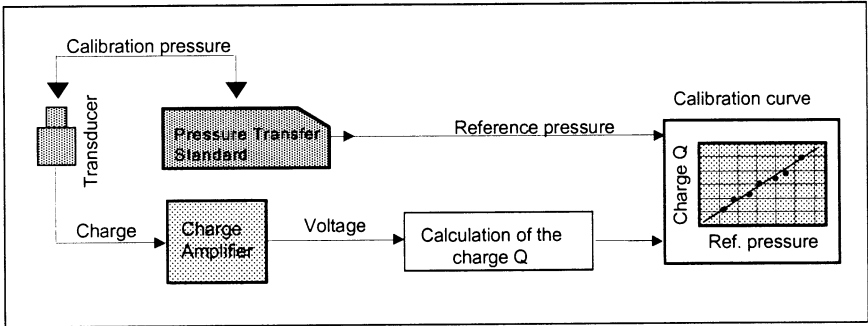 Calibration pressure
Transducer
Pressure Transfer
Standard
Reference pressure
Calibration curve
Charge Q
Ref. pressure
Charge
Charge
Amplifier
Voltage
Calculation of the
charge Q